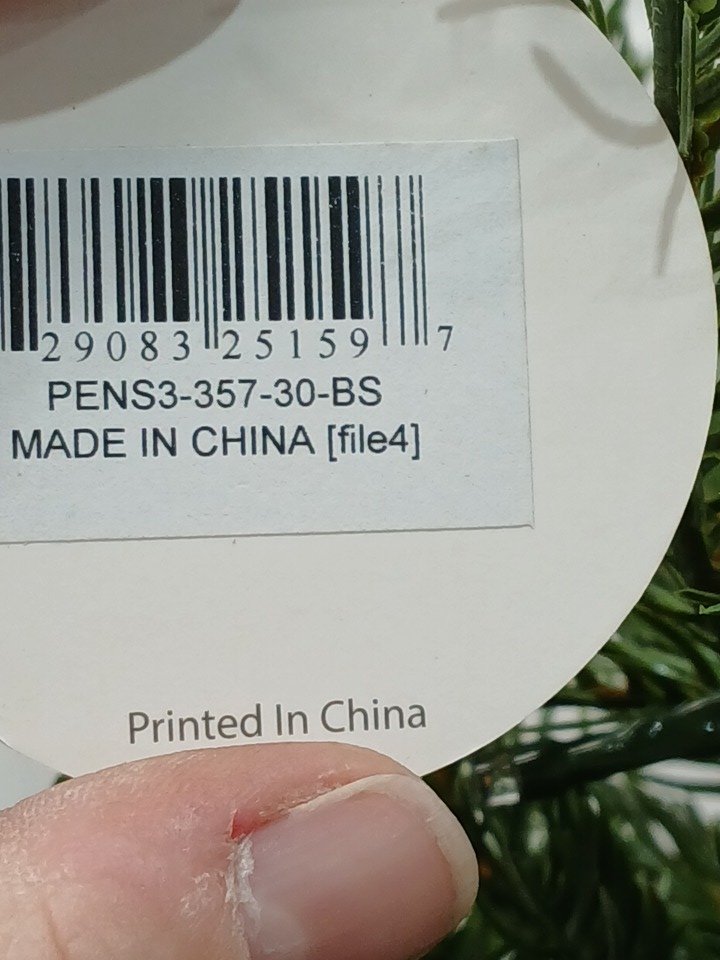 29083 25159 7
PENS3-357-30-BS
MADE IN CHINA [file4]
Printed In China